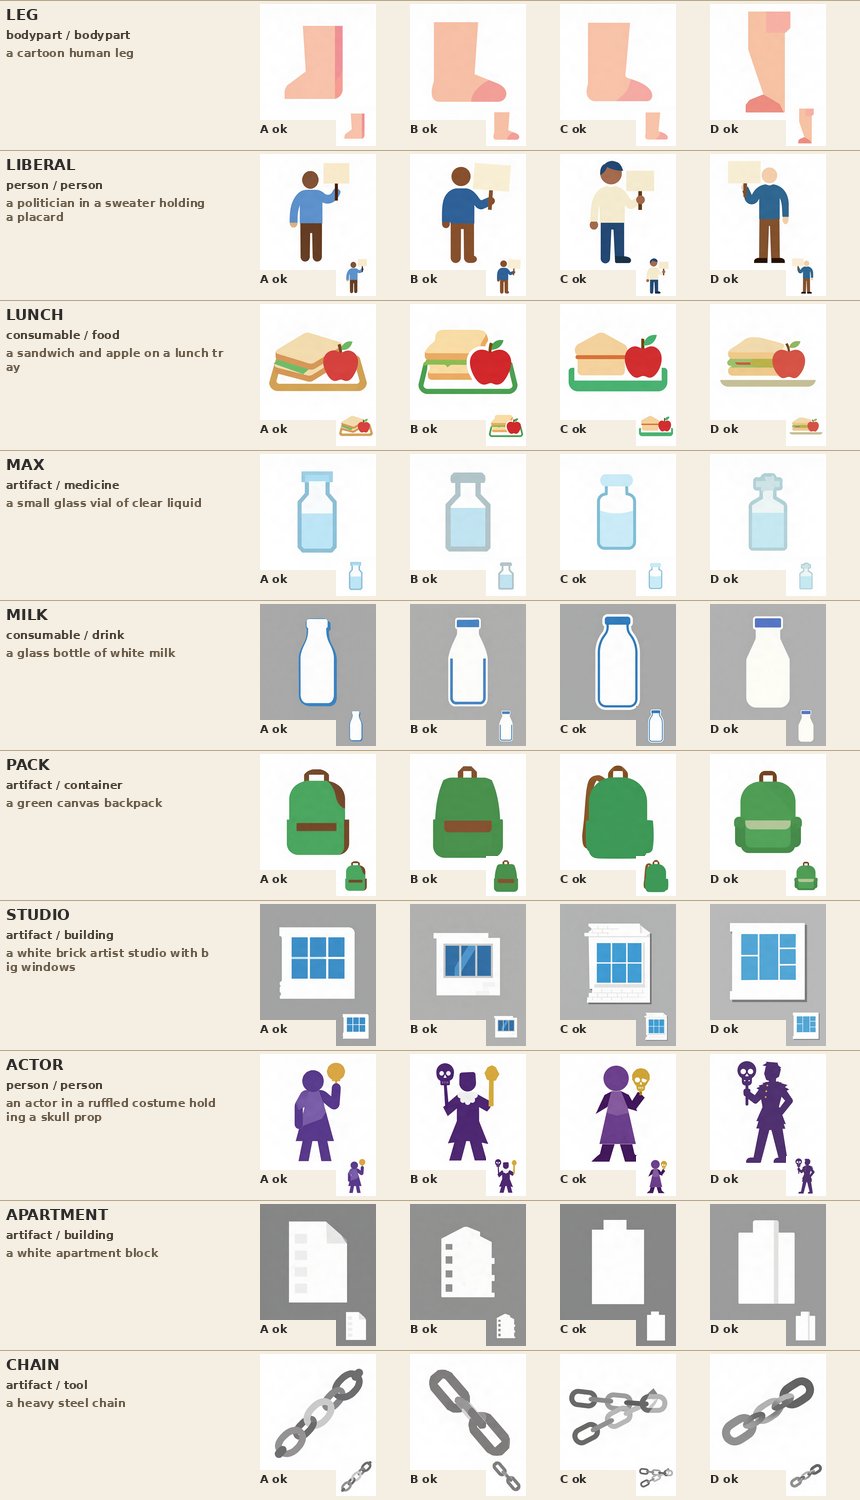 LEG
bodypart / bodypart
a cartoon human leg
A ok
B ok
C ok
D ok
LIBERAL
person / person
a politician in a sweater holding
a placard
A ok
B ok
C ok
D ok
LUNCH
consumable / food
a sandwich and apple on a lunch tr
ay
A ok
B ok
C ok
D ok
MAX
artifact / medicine
a small glass vial of clear liquid
A ok
B ok
C ok
D ok
MILK
consumable / drink
a glass bottle of white milk
A ok
B ok
C ok
D ok
PACK
artifact / container
a green canvas backpack
A ok
B ok
C ok
D ok
STUDIO
artifact / building
a white brick artist studio with b
ig windows
A ok
B ok
C ok
D ok
ACTOR
person / person
an actor in a ruffled costume hold
ing a skull prop
A ok
B ok
C ok
D ok
APARTMENT
artifact / building
a white apartment block
A ok
B ok
C ok
D ok
CHAIN
artifact / tool
a heavy steel chain
A ok
B ok
C ok
D ok